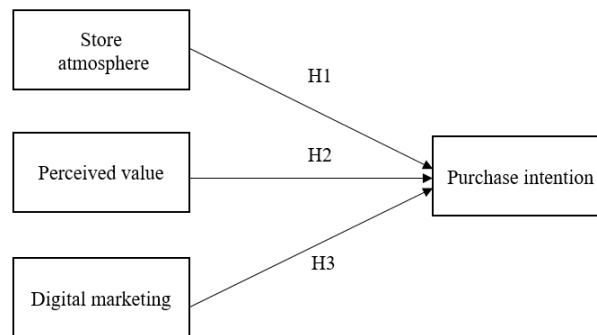 Store
atmosphere
H1
Perceived value
H2
Purchase intention
Digital marketing
H3